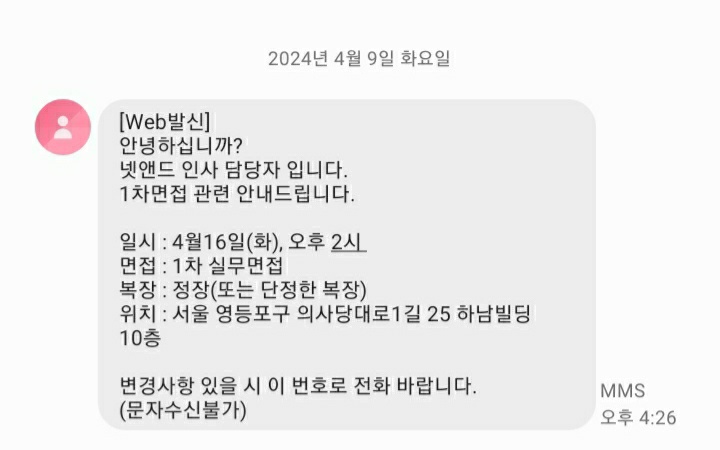 2024년 4월 9일 화요일
[Web발신]
안녕하십니까?
넷앤드 인사 담당자 입니다.
1차면접 관련 안내드립니다.
일시 : 4월16일(화), 오후 2시
면접 : 1차 실무면접
복장 : 정장(또는 단정한 복장)
위치 : 서울 영등포구 의사당대로1길 25 하남빌딩
10층
변경사항 있을 시 이 번호로 전화 바랍니다.
(문자수신불가)
MMS
오후 4:26